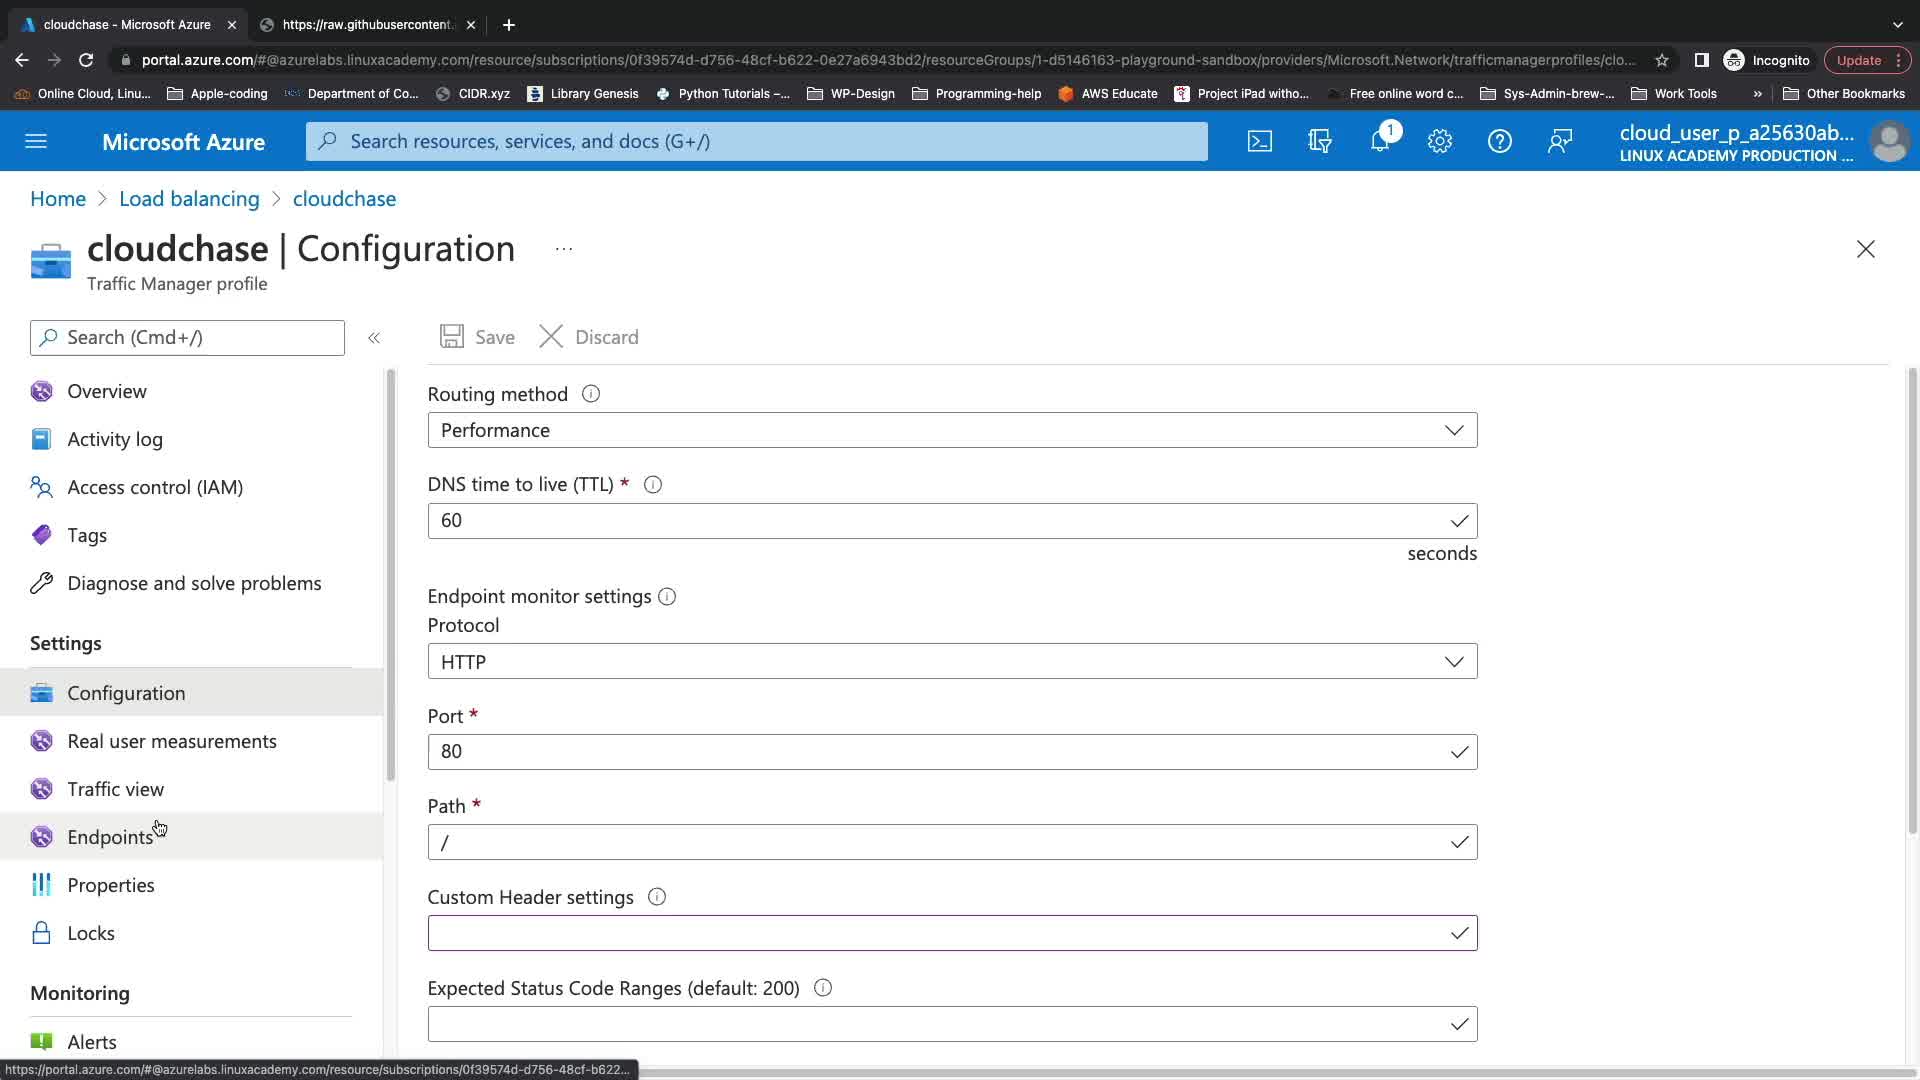 cloudchase - Microsoft Azure
https://raw.githubusercontent.
portal.azure.com/#@azurelabs.linuxacademy.com/resource/subscriptions/0f39574d-d756-48cf-b622-0e27a6943bd2/resourceGroups/1-d5146163-playground-sandbox/providers/Microsoft.Network/trafficmanagerprofiles/clo...
Incognito
Update
Online Cloud, Linu...
Apple-coding
Department of Co...
CIDR.xyz
Library Genesis
Python Tutorials –...
WP-Design
Programming-help
AWS Educate
Project iPad witho...
Free online word c...
Sys-Admin-brew-...
Work Tools
»
Other Bookmarks
Microsoft Azure
Search resources, services, and docs (G+/)
1
cloud_user_p_a25630ab...
LINUX ACADEMY PRODUCTION ...
Home > Load balancing > cloudchase
cloudchase | Configuration ...
Traffic Manager profile
Search (Cmd+/)
«
Save
Discard
Overview
Activity log
Access control (IAM)
Tags
Diagnose and solve problems
Settings
Configuration
Real user measurements
Traffic view
Endpoints
Properties
Locks
Monitoring
Alerts
Routing method
Performance
DNS time to live (TTL) *
60
seconds
Endpoint monitor settings
Protocol
HTTP
Port *
80
Path *
/
Custom Header settings
Expected Status Code Ranges (default: 200)
https://portal.azure.com/#@azurelabs.linuxacademy.com/resource/subscriptions/0f39574d-d756-48cf-b622...